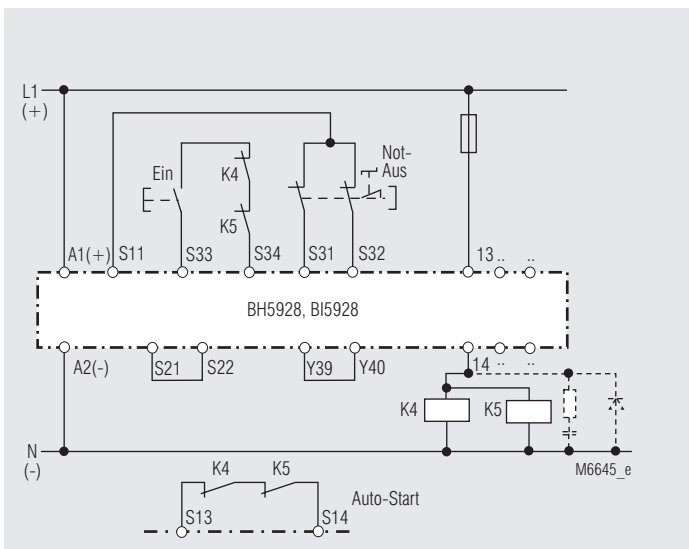 L1
(+)
Ein
K4
K5
Not-
Aus
A1(+) S11 S33 S34 S31 S32 13 .. ..
BH5928, BI5928
A2(-) S21 S22 Y39 Y40 14 .. ..
K4 K5
N
(-)
M6645_e
K4 K5
Auto-Start
S13 S14